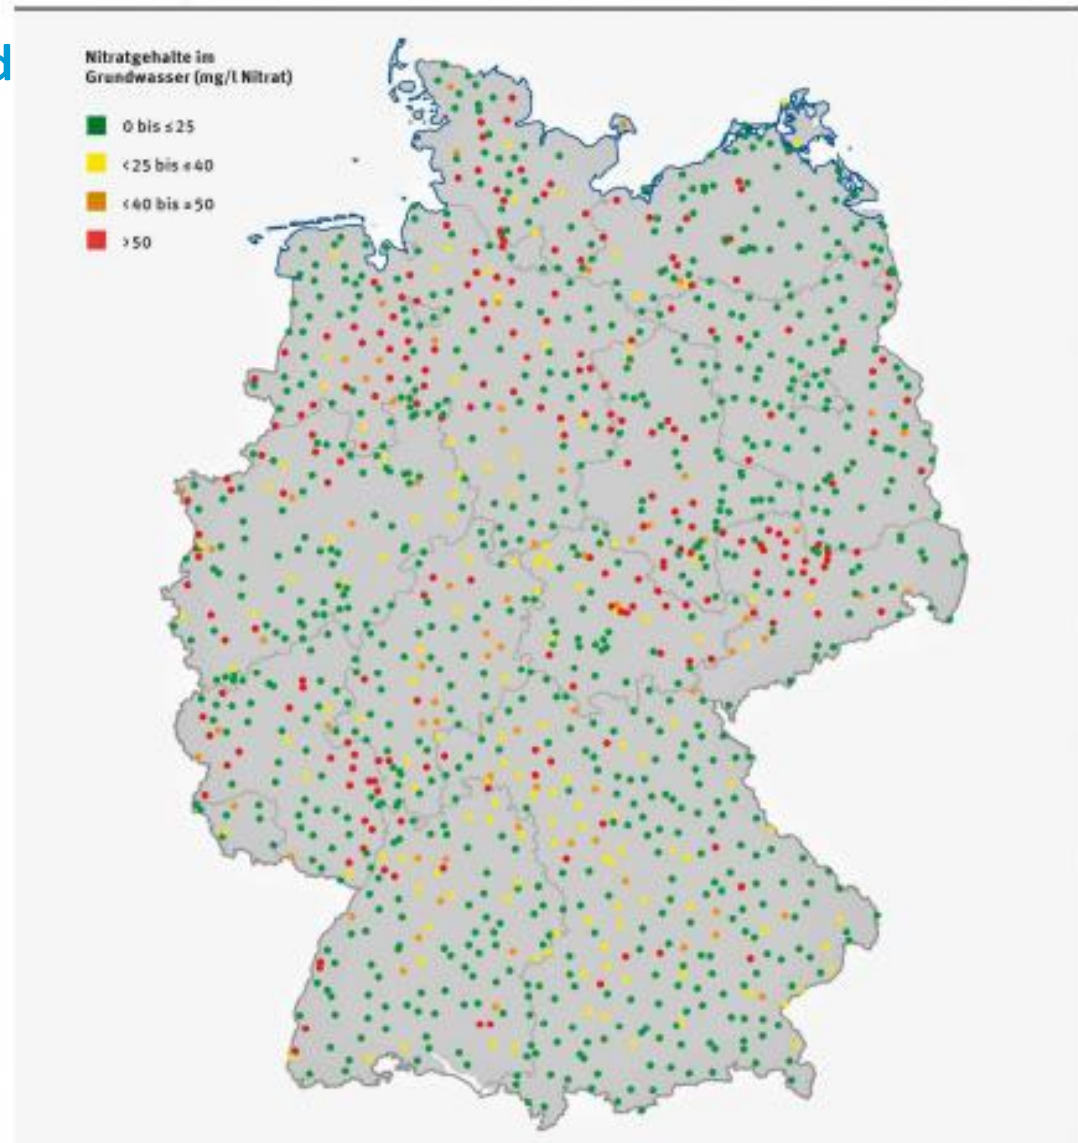 d
Nitratgehalte im
Grundwasser (mg/l Nitrat)
0 bis ≤ 25
< 25 bis ≤ 40
< 40 bis ≤ 50
> 50